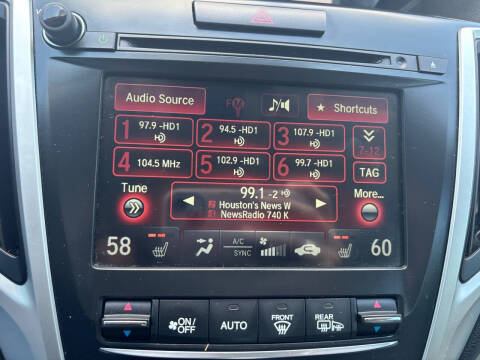 Audio Source
FM
★ Shortcuts
1 97.9-HD1
2 94.5-HD1
3 107.9-HD1
7-12
4 104.5 MHz
5 102.9-HD1
6 99.7-HD1
TAG
Tune
99.1-2
More...
Houston's News W
NewsRadio 740 K
58
A/C
SYNC
60
ON/
OFF
AUTO
FRONT
REAR